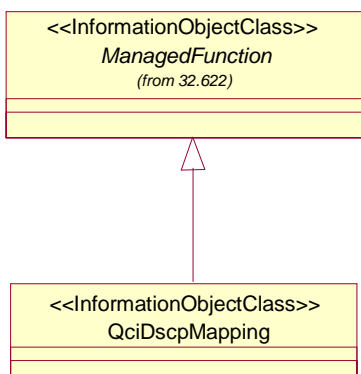 <<InformationObjectClass>>
ManagedFunction
(from 32.622)
<<InformationObjectClass>>
QciDscpMapping